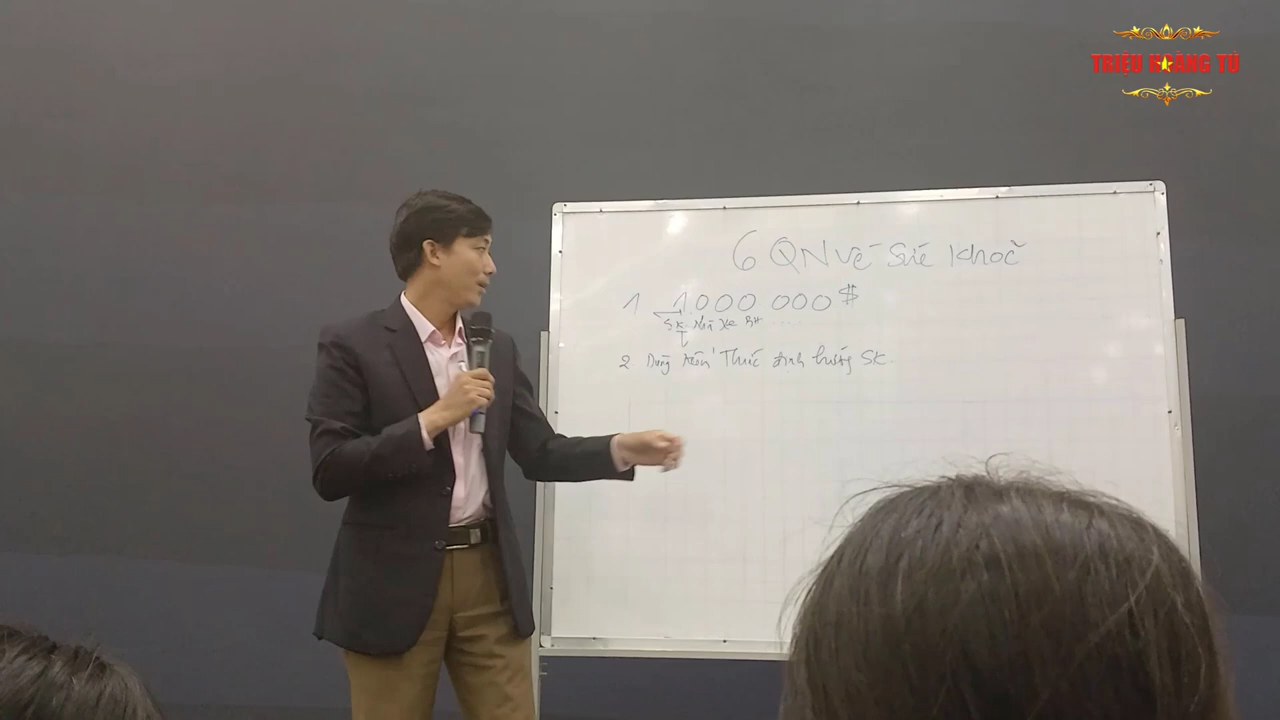 TRIỆU HOÀNG TÚ
6 QN về Sức khoẻ
1 1.000 000$
SK Nhà Xe BH ....
2. Dùng kiến Thức định hướng SK.